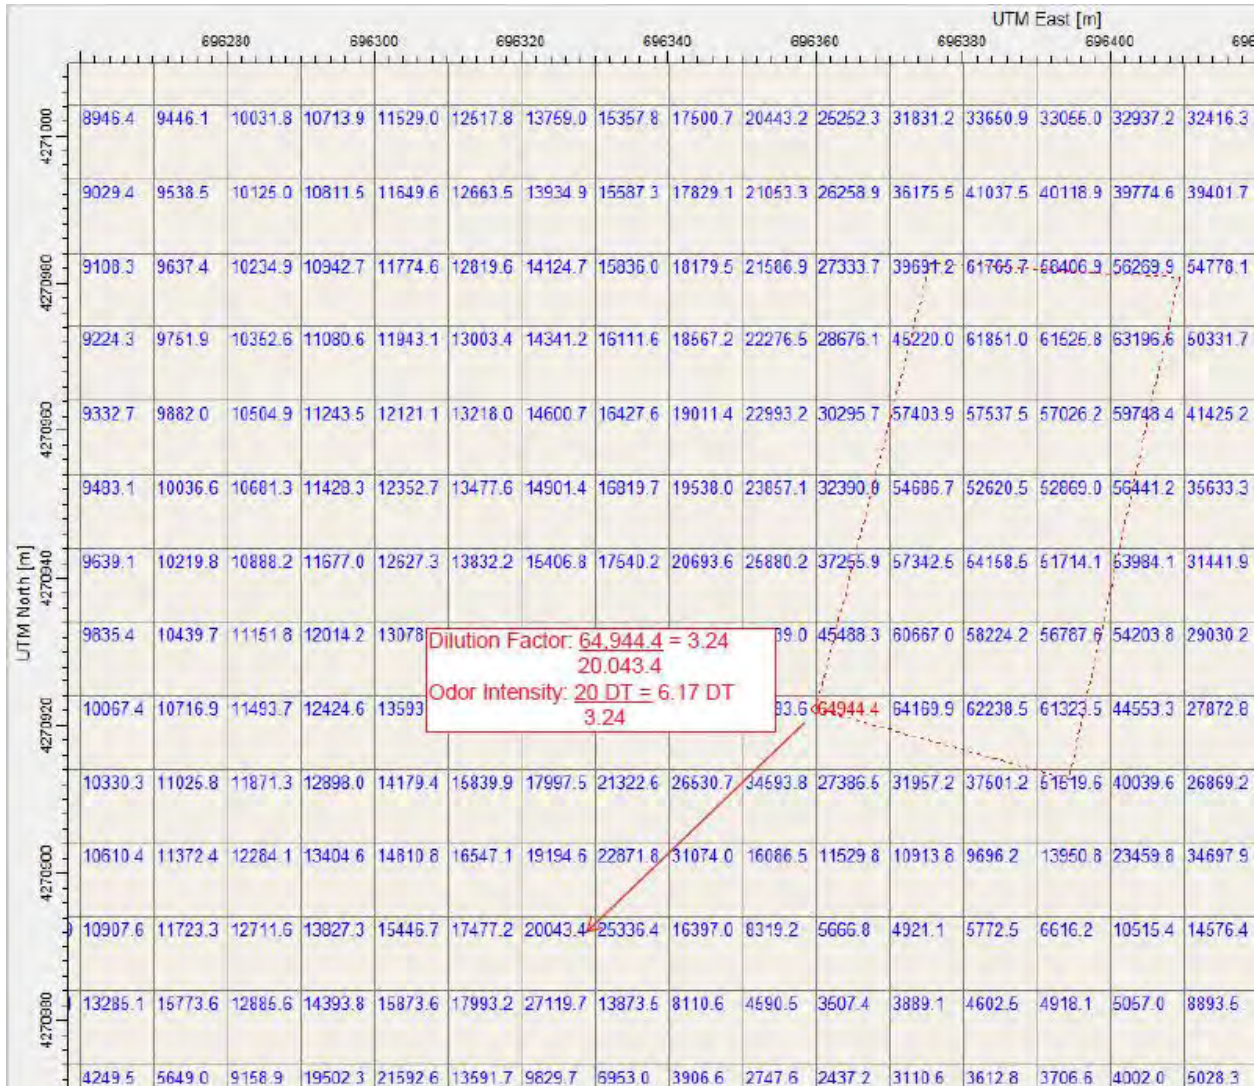 UTM East [m]
696280 696300 696320 696340 696360 696380 696400 696
4271000
8946.4 9446.1 10031.8 10713.9 11529.0 12517.8 13759.0 15357.8 17500.7 20443.2 25252.3 31831.2 33650.9 33055.0 32937.2 32416.3
9029.4 9538.5 10125.0 10811.5 11649.6 12663.5 13934.9 15587.3 17829.1 21053.3 26258.9 36175.5 41037.5 40118.9 39774.6 39401.7
4270980
9108.3 9637.4 10234.9 10942.7 11774.6 12819.6 14124.7 15836.0 18179.5 21586.9 27333.7 39691.2 61765.7 58406.9 56269.9 54778.1
9224.3 9751.9 10352.6 11080.6 11943.1 13003.4 14341.2 16111.6 18567.2 22276.5 28676.1 45220.0 61851.0 61525.8 63196.6 50331.7
4270960
9332.7 9882.0 10504.9 11243.5 12121.1 13218.0 14600.7 16427.6 19011.4 22993.2 30295.7 57403.9 57537.5 57026.2 59748.4 41425.2
9483.1 10036.6 10681.3 11428.3 12352.7 13477.6 14901.4 16819.7 19538.0 23857.1 32390.0 54686.7 52620.5 52869.0 56441.2 35633.3
4270940
9639.1 10219.8 10888.2 11677.0 12627.3 13832.2 15406.8 17540.2 20693.6 25880.2 37255.9 57342.5 54158.5 51714.1 53984.1 31441.9
UTM North [m]
9835.4 10439.7 11151.8 12014.2 13078 39.0 45488.3 60667.0 58224.2 56787.6 54203.8 29030.2
Dilution Factor: 64,944.4 = 3.24
20.043.4
Odor Intensity: 20 DT = 6.17 DT
3.24
4270920
10067.4 10716.9 11493.7 12424.6 13593 93.6 64944.4 64169.9 62238.5 61323.5 44553.3 27872.8
10330.3 11025.8 11871.3 12898.0 14179.4 15839.9 17997.5 21322.6 26530.7 34593.8 27386.5 31957.2 37501.2 51519.6 40039.6 26869.2
4270900
10610.4 11372.4 12284.1 13404.6 14810.8 16547.1 19194.6 22871.8 31074.0 16086.5 11529.8 10913.8 9696.2 13950.8 23459.8 34697.9
10907.6 11723.3 12711.6 13827.3 15446.7 17477.2 20043.4 25336.4 16397.0 8319.2 5666.8 4921.1 5772.5 6616.2 10515.4 14576.4
4270880
13285.1 15773.6 12885.6 14393.8 15873.6 17993.2 27119.7 13873.5 8110.6 4590.5 3507.4 3889.1 4602.5 4918.1 5057.0 8893.5
4249.5 5649.0 9158.9 19502.3 21592.6 13591.7 9829.7 6953.0 3906.6 2747.6 2437.2 3110.6 3612.8 3706.6 4002.0 5028.3